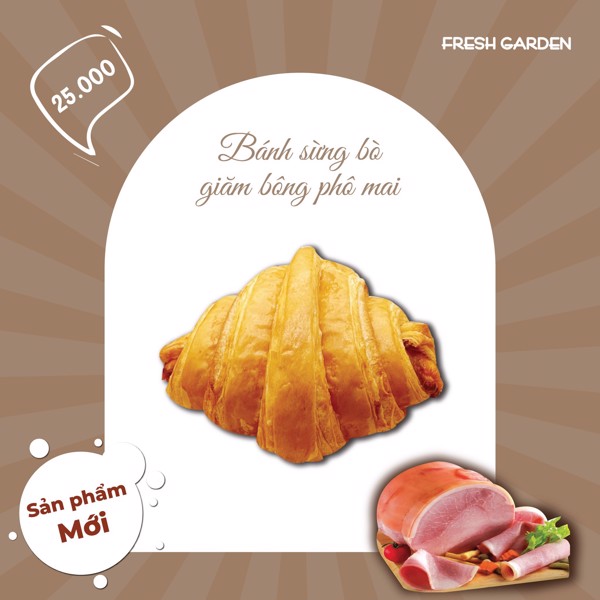 FRESH GARDEN
25.000
Bánh sừng bò
giăm bông phô mai
Sản phẩm
Mới